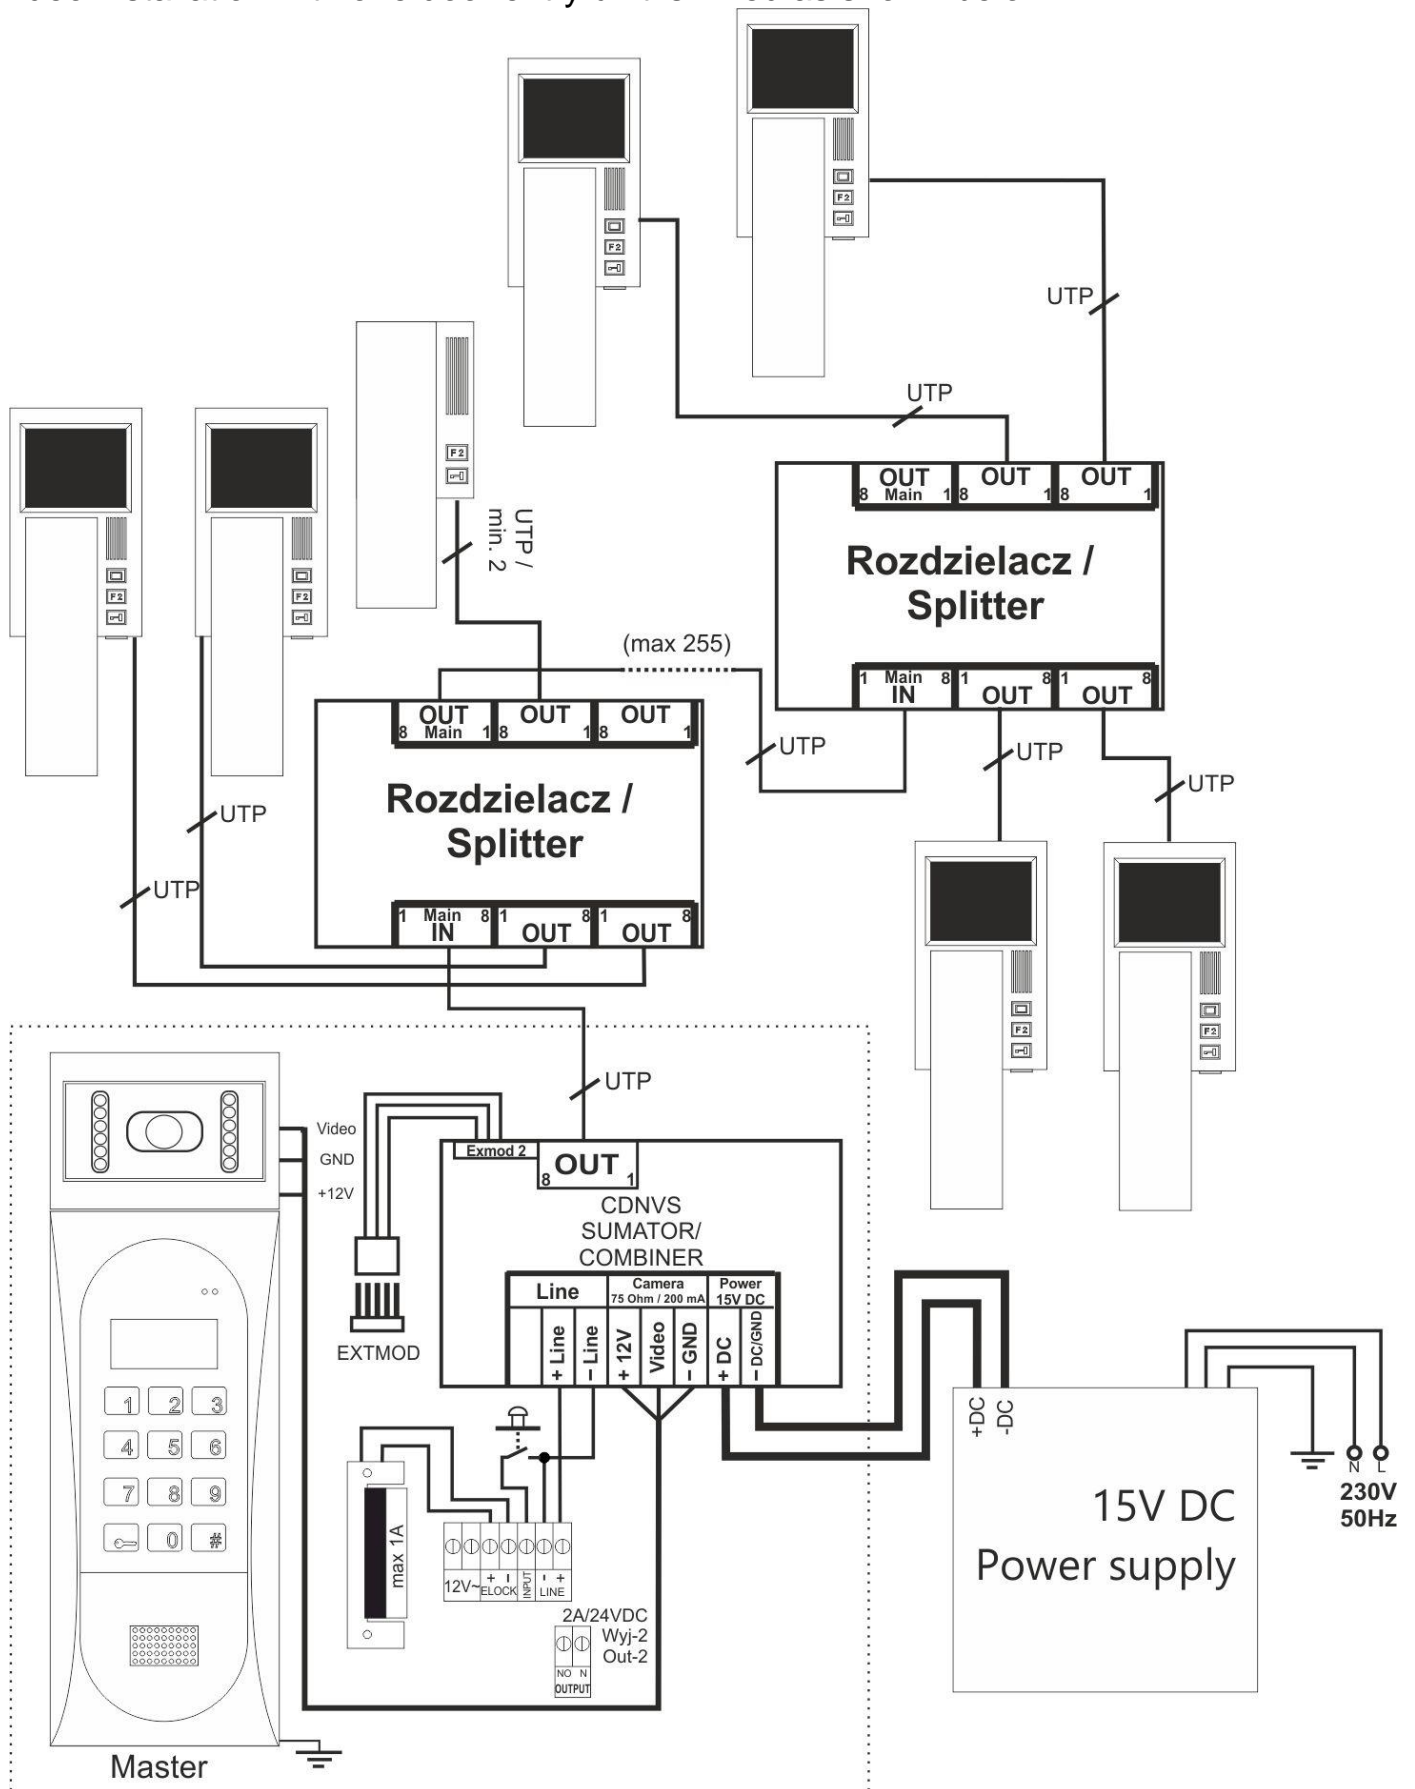 F2
F2
UTP
UTP
F2
F2
F2
UTP /
min. 2
OUT
8 Main 1
OUT
8 1
OUT
8 1
Rozdzielacz /
Splitter
1 Main 8
IN
1 8
OUT
1 8
OUT
UTP
UTP
(max 255)
UTP
OUT
8 Main 1
OUT
8 1
OUT
8 1
Rozdzielacz /
Splitter
1 Main 8
IN
1 8
OUT
1 8
OUT
UTP
UTP
F2
F2
UTP
Video
GND
+12V
Exmod 2
OUT
8 1
CDNVS
SUMATOR/
COMBINER
Line
Camera
75 Ohm / 200 mA
Power
15V DC
+ Line
– Line
+ 12V
Video
– GND
+ DC
– DC/GND
EXTMOD
1 2 3
4 5 6
7 8 9
0 #
max 1A
12V~
+ –
ELOCK
INPUT
- +
LINE
2A/24VDC
Wyj-2
Out-2
NO N
OUTPUT
+DC
-DC
15V DC
Power supply
N L
230V
50Hz
Master